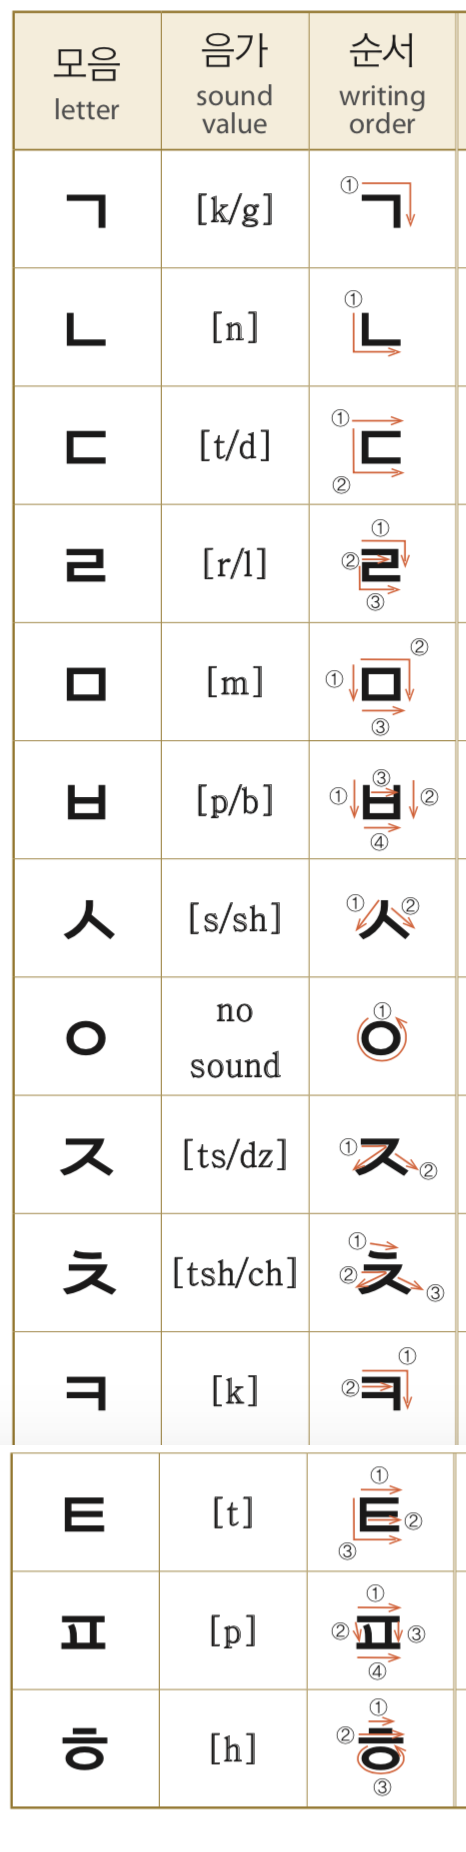 모음 음가 순서
letter sound value writing order
ㄱ [k/g] ① ㄱ
ㄴ [n] ① ㄴ
ㄷ [t/d] ① ② ㄷ
ㄹ [r/l] ① ② ③ ㄹ
ㅁ [m] ① ② ③ ㅁ
ㅂ [p/b] ① ② ③ ④ ㅂ
ㅅ [s/sh] ① ② ㅅ
ㅇ no sound ① ㅇ
ㅈ [ts/dz] ① ② ㅈ
ㅊ [tsh/ch] ① ② ③ ㅊ
ㅋ [k] ① ② ㅋ
ㅌ [t] ① ② ③ ㅌ
ㅍ [p] ① ② ③ ④ ㅍ
ㅎ [h] ① ② ③ ㅎ